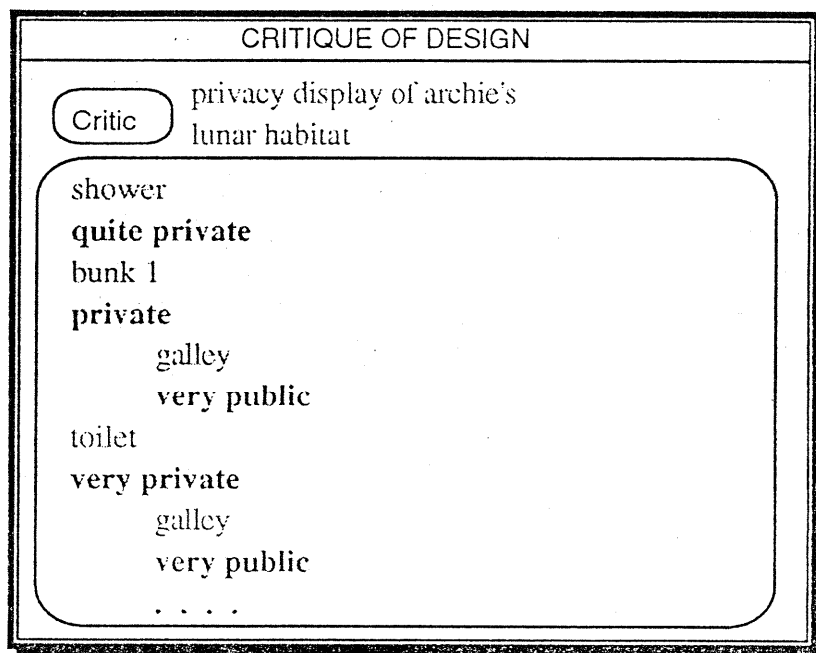 CRITIQUE OF DESIGN
Critic
privacy display of archie's
lunar habitat
shower
quite private
bunk 1
private
galley
very public
toilet
very private
galley
very public
. . . .